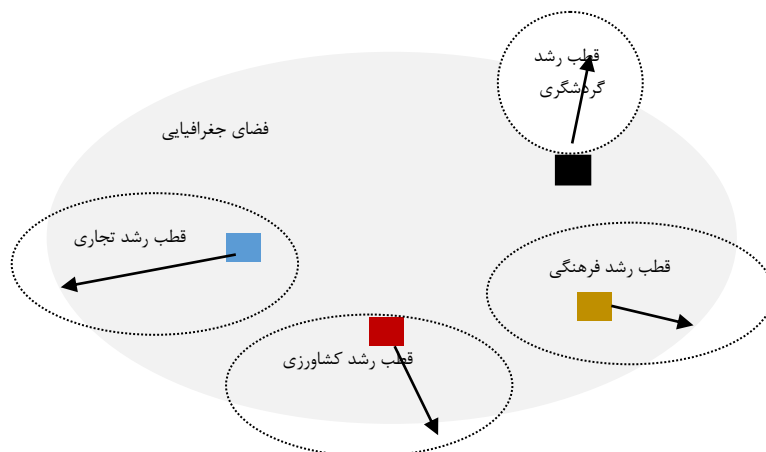 قطب رشد
گردشگری
فضای جغرافیایی
قطب رشد تجاری
قطب رشد فرهنگی
قطب رشد کشاورزی